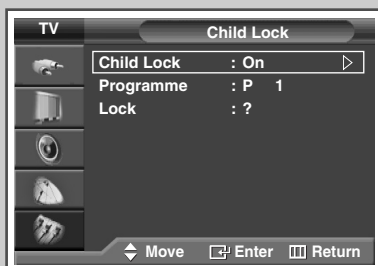 TV
Child Lock
Child Lock : On
Programme : P 1
Lock : ?
Move Enter Return